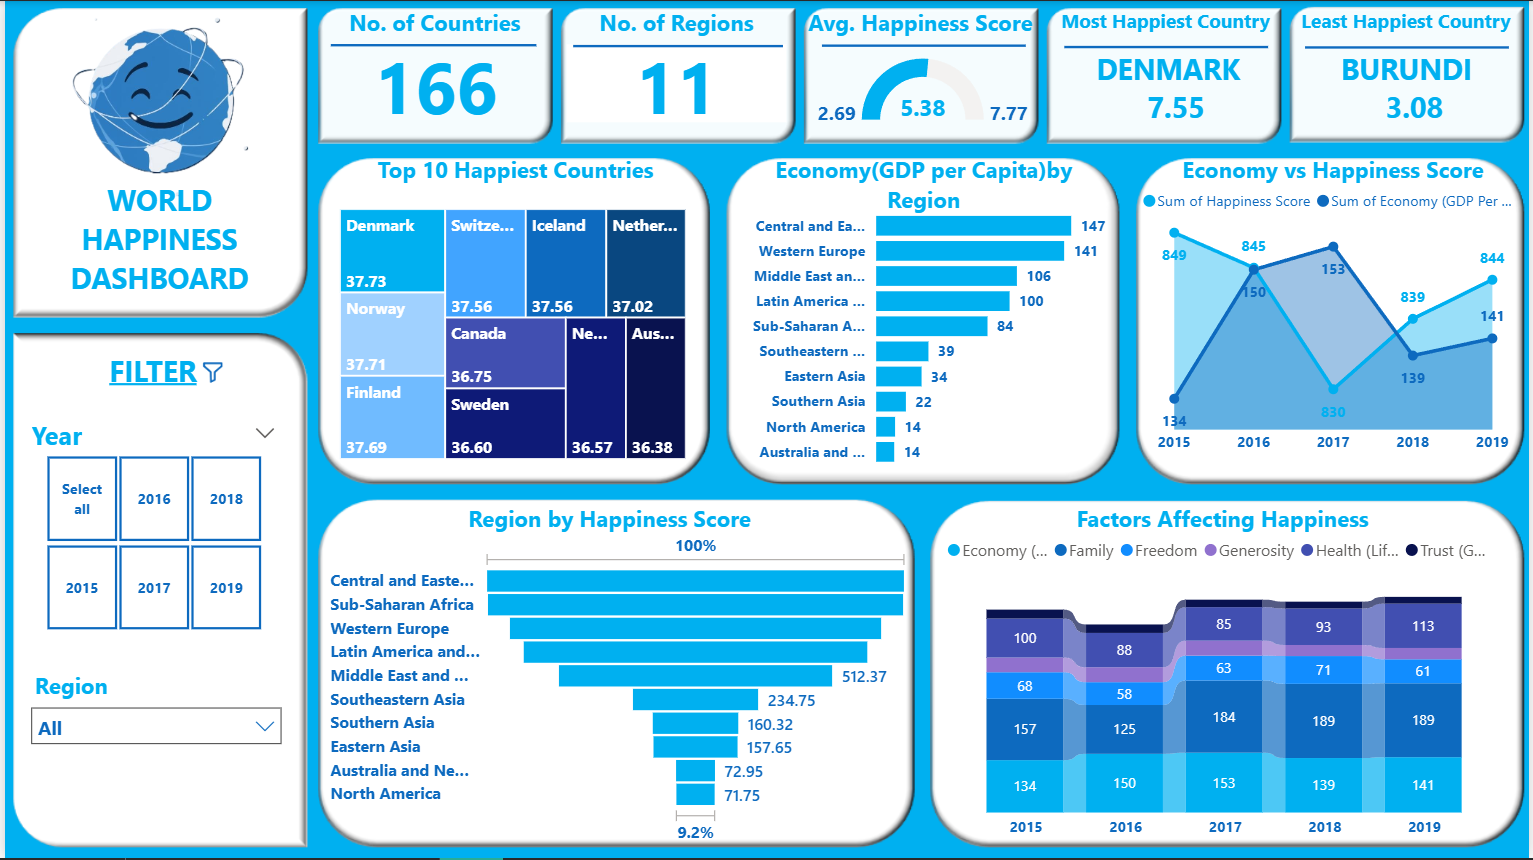 WORLD
HAPPINESS
DASHBOARD
FILTER
Year
Select all
2016
2018
2015
2017
2019
Region
All
No. of Countries
166
No. of Regions
11
Avg. Happiness Score
2.69
5.38
7.77
Most Happiest Country
DENMARK
7.55
Least Happiest Country
BURUNDI
3.08
Top 10 Happiest Countries
Denmark
37.73
Norway
37.71
Finland
37.69
Switze...
37.56
Iceland
37.56
Nether...
37.02
Canada
36.75
Sweden
36.60
Ne...
36.57
Aus...
36.38
Economy(GDP per Capita)by
Region
Central and Ea... 147
Western Europe 141
Middle East an... 106
Latin America ... 100
Sub-Saharan A... 84
Southeastern ... 39
Eastern Asia 34
Southern Asia 22
North America 14
Australia and ... 14
Economy vs Happiness Score
Sum of Happiness Score Sum of Economy (GDP Per ...
849
845
830
839
844
134
150
153
139
141
2015 2016 2017 2018 2019
Region by Happiness Score
100%
Central and Easte...
Sub-Saharan Africa
Western Europe
Latin America and...
Middle East and ... 512.37
Southeastern Asia 234.75
Southern Asia 160.32
Eastern Asia 157.65
Australia and Ne... 72.95
North America 71.75
9.2%
Factors Affecting Happiness
Economy (... Family Freedom Generosity Health (Lif... Trust (G...
100 88 85 93 113
68 58 63 71 61
157 125 184 189 189
134 150 153 139 141
2015 2016 2017 2018 2019